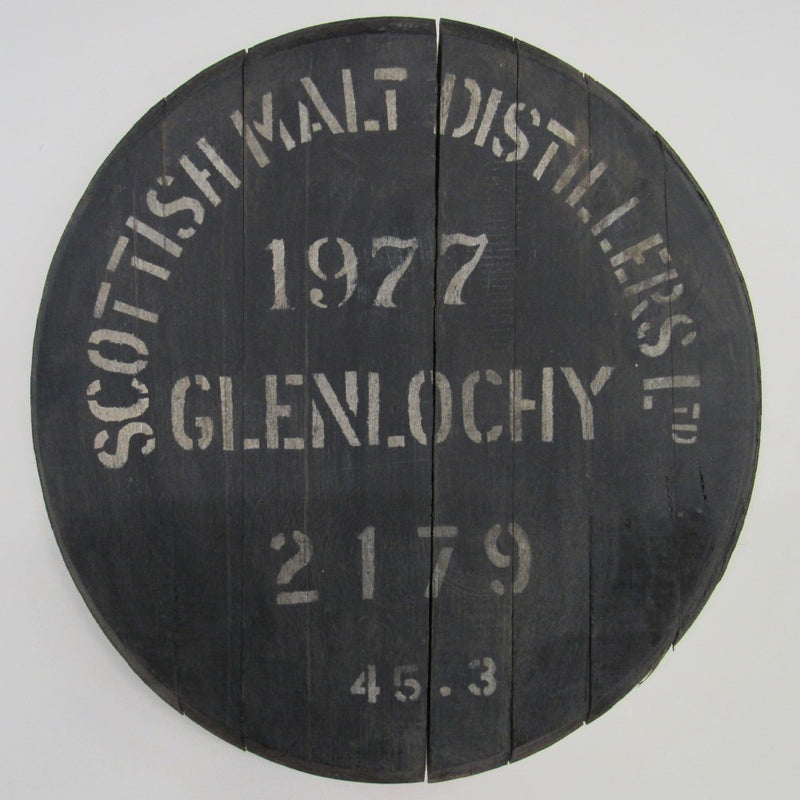 SCOTTISH MALT DISTILLERS LTD
1977
GLENLOCHY
2179
45.3